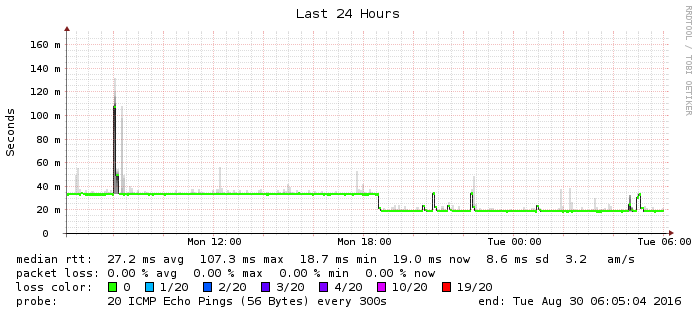 Last 24 Hours
RRDTOOL / TOBI OETIKER
Seconds
160 m
140 m
120 m
100 m
80 m
60 m
40 m
20 m
0
Mon 12:00 Mon 18:00 Tue 00:00 Tue 06:00
median rtt: 27.2 ms avg 107.3 ms max 18.7 ms min 19.0 ms now 8.6 ms sd 3.2 am/s
packet loss: 0.00 % avg 0.00 % max 0.00 % min 0.00 % now
loss color: 0 1/20 2/20 3/20 4/20 10/20 19/20
probe: 20 ICMP Echo Pings (56 Bytes) every 300s end: Tue Aug 30 06:05:04 2016